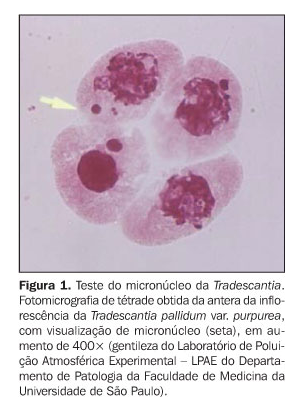 Figura 1. Teste do micronúcleo da Tradescantia.
Fotomicrografia de tétrade obtida da antera da inflo-
rescência da Tradescantia pallidum var. purpurea,
com visualização de micronúcleo (seta), em au-
mento de 400× (gentileza do Laboratório de Polui-
ção Atmosférica Experimental – LPAE do Departa-
mento de Patologia da Faculdade de Medicina da
Universidade de São Paulo).